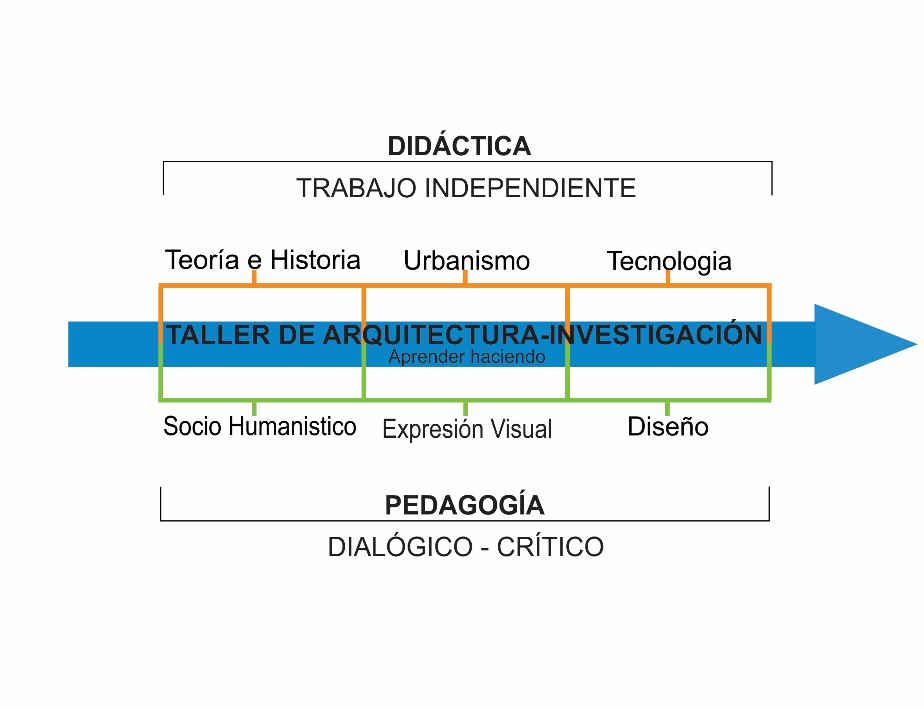 DIDÁCTICA
TRABAJO INDEPENDIENTE
Teoría e Historia Urbanismo Tecnologia
TALLER DE ARQUITECTURA-INVESTIGACIÓN
Aprender haciendo
Socio Humanistico Expresión Visual Diseño
PEDAGOGÍA
DIALÓGICO - CRÍTICO